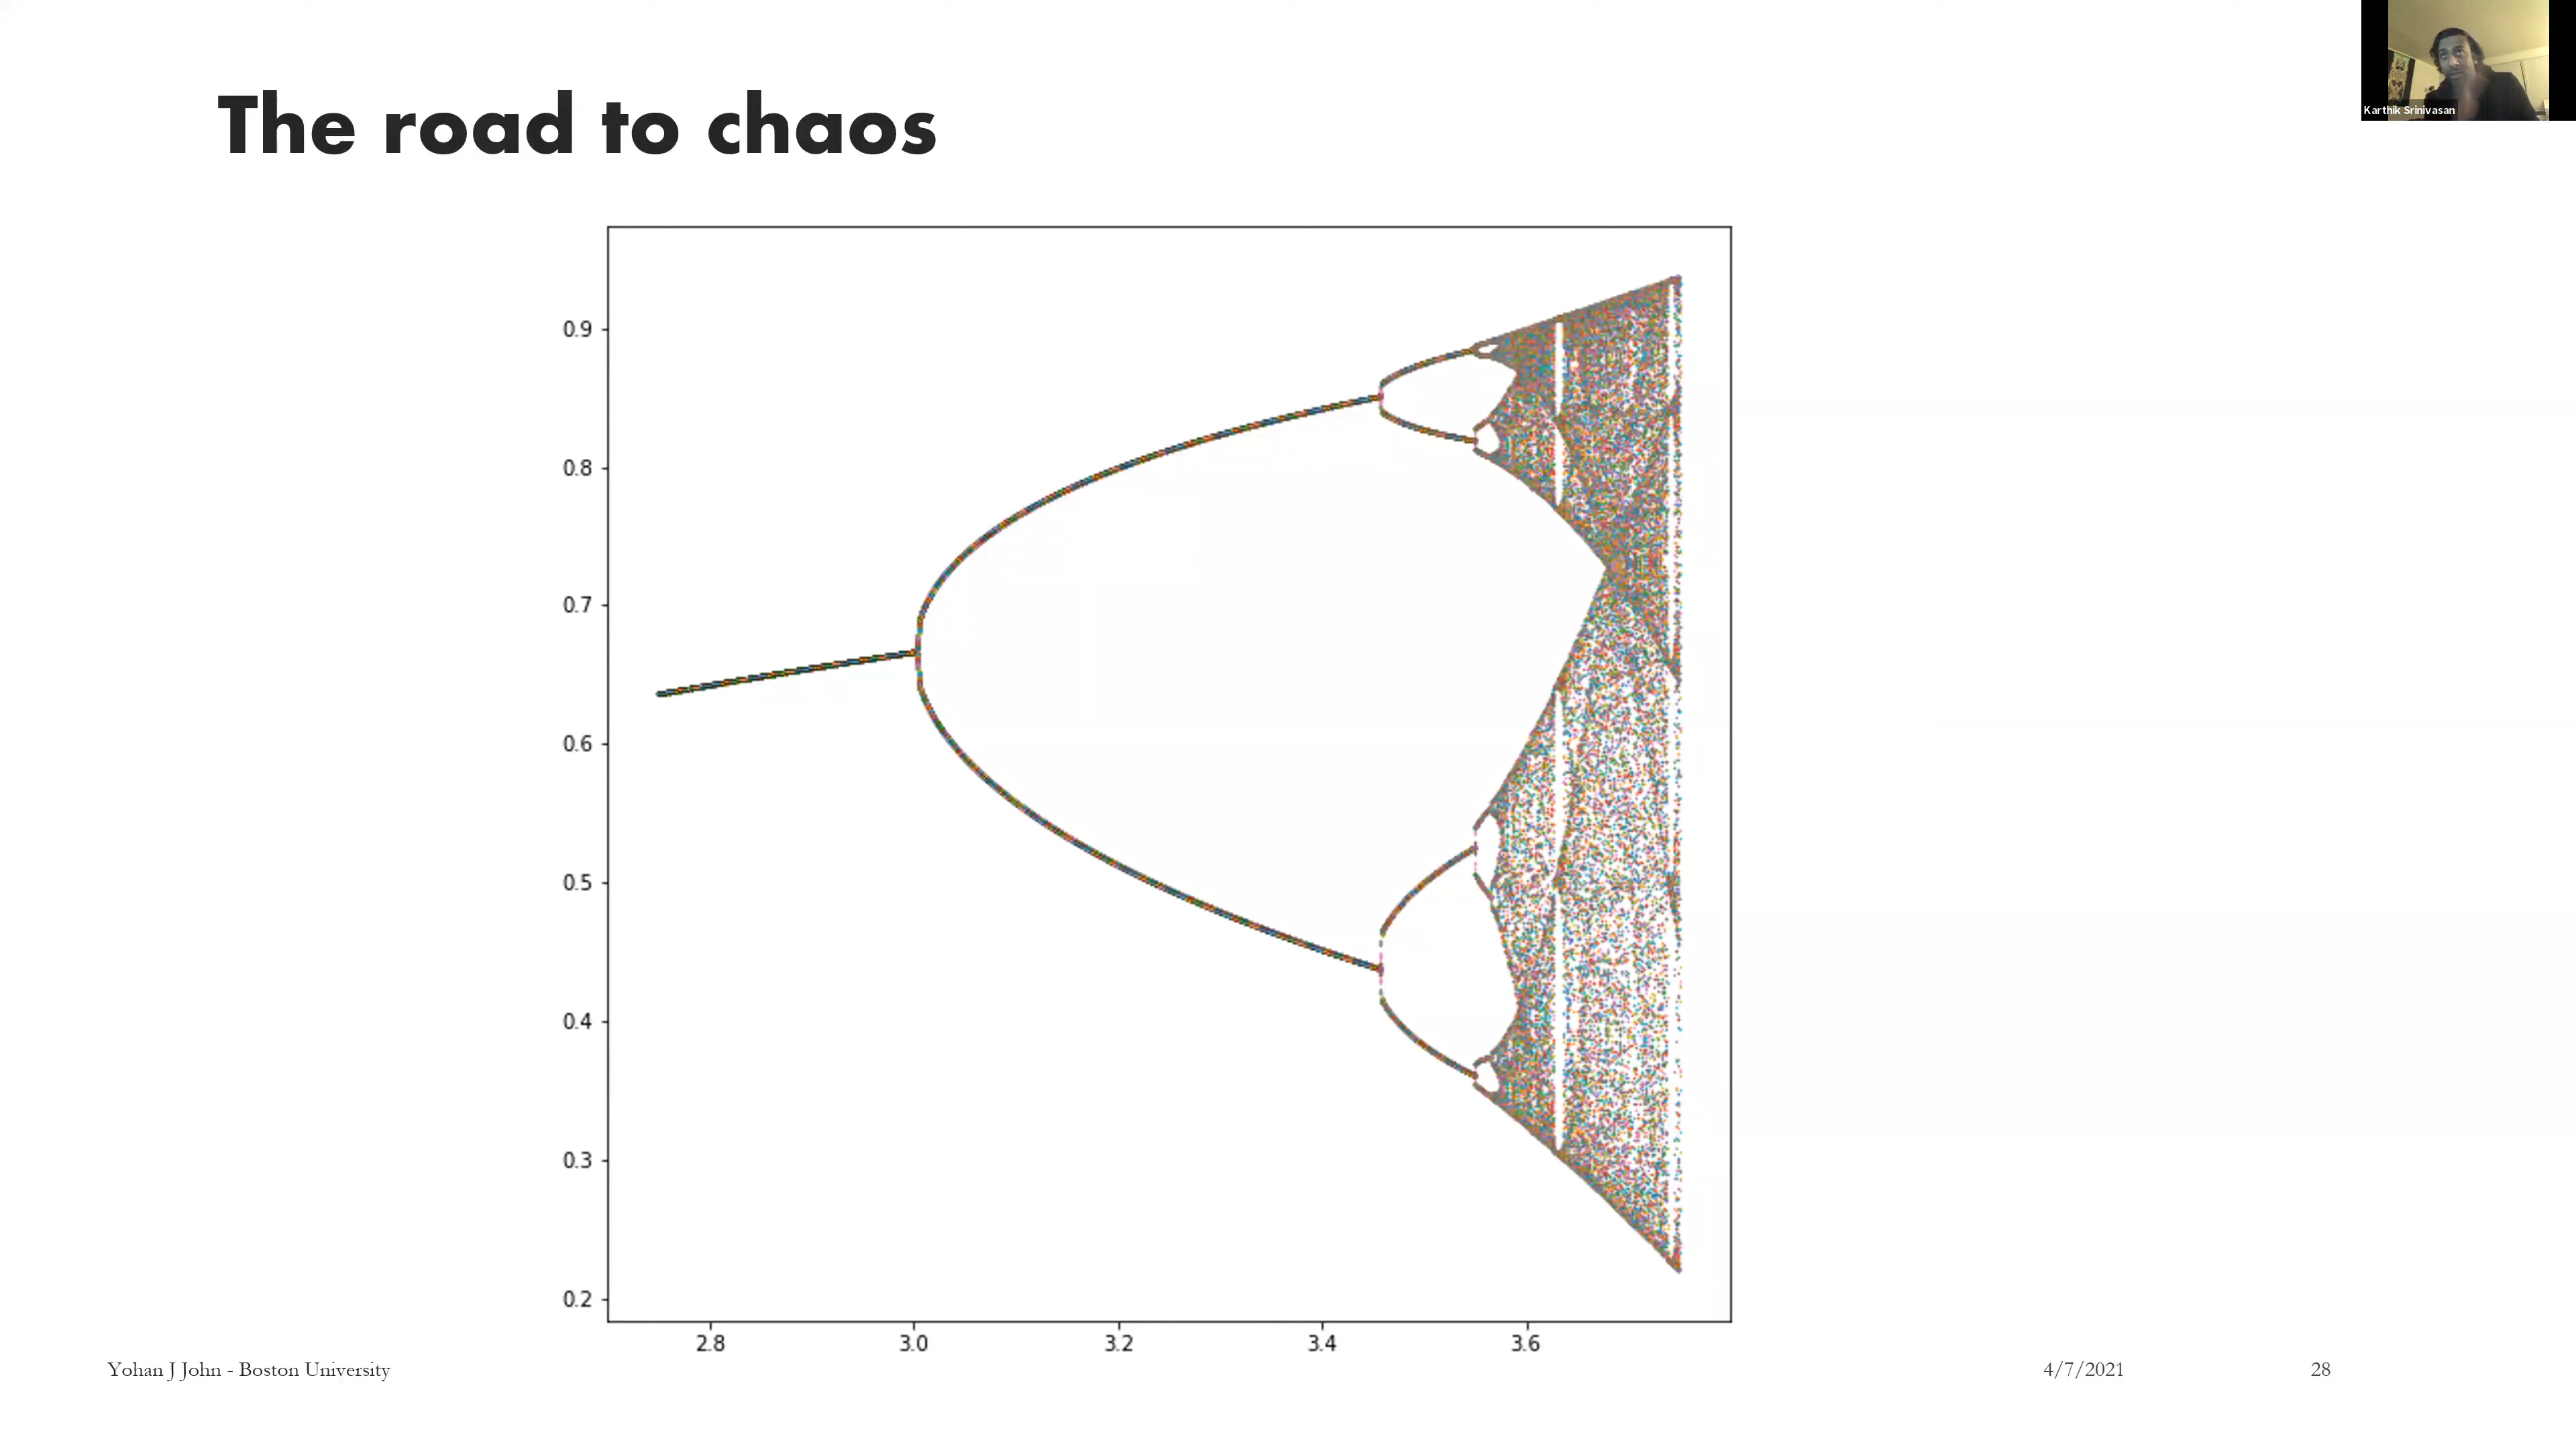 The road to chaos
Karthik Srinivasan
0.9
0.8
0.7
0.6
0.5
0.4
0.3
0.2
2.8 3.0 3.2 3.4 3.6
Yohan J John - Boston University 4/7/2021 28